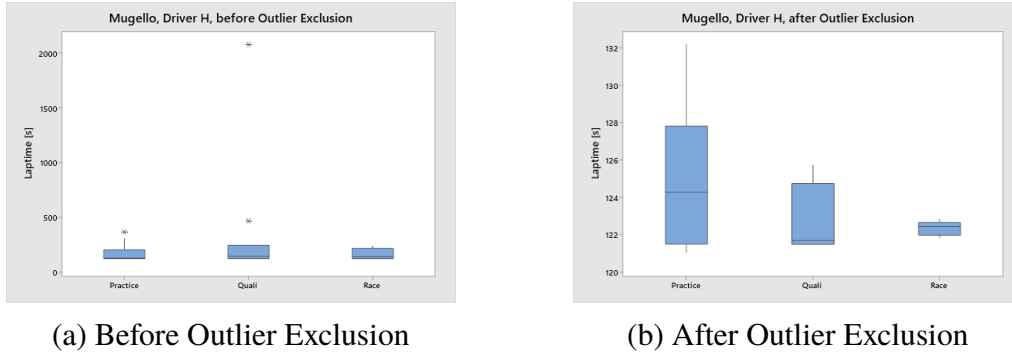 Mugello, Driver H, before Outlier Exclusion
Laptime [s]
2000
1500
1000
500
0
Practice Quali Race
(a) Before Outlier Exclusion
Mugello, Driver H, after Outlier Exclusion
Laptime [s]
132
130
128
126
124
122
120
Practice Quali Race
(b) After Outlier Exclusion